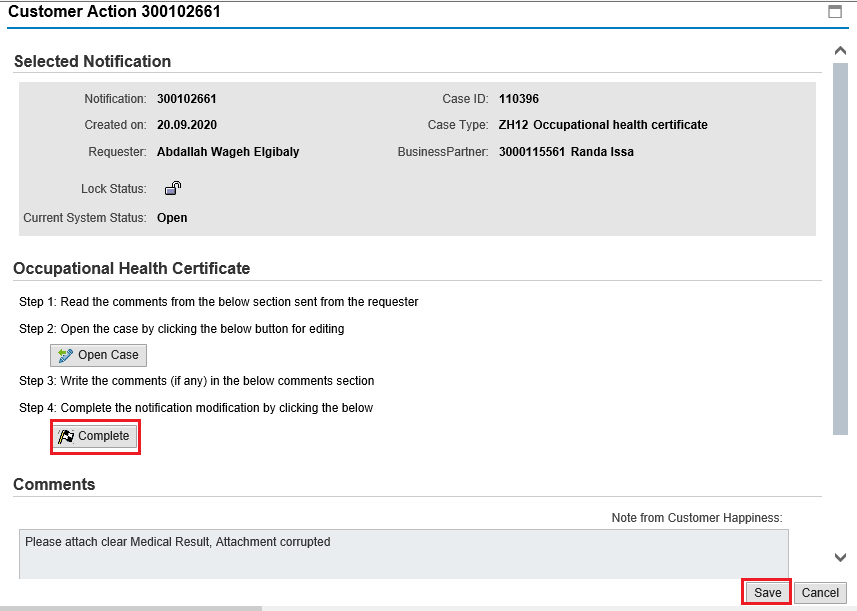 Customer Action 300102661
Selected Notification
Notification: 300102661 Case ID: 110396
Created on: 20.09.2020 Case Type: ZH12 Occupational health certificate
Requester: Abdallah Wageh Elgibaly BusinessPartner: 3000115561 Randa Issa
Lock Status:
Current System Status: Open
Occupational Health Certificate
Step 1: Read the comments from the below section sent from the requester
Step 2: Open the case by clicking the below button for editing
Open Case
Step 3: Write the comments (if any) in the below comments section
Step 4: Complete the notification modification by clicking the below
Complete
Comments
Note from Customer Happiness:
Please attach clear Medical Result, Attachment corrupted
Save Cancel